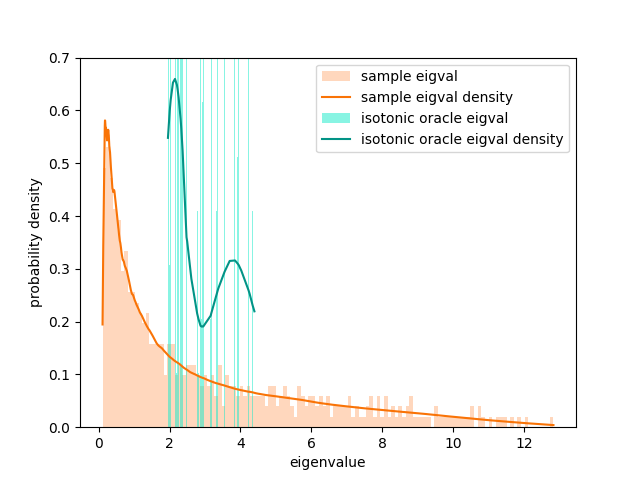 sample eigval
sample eigval density
isotonic oracle eigval
isotonic oracle eigval density
probability density
0.7
0.6
0.5
0.4
0.3
0.2
0.1
0.0
0 2 4 6 8 10 12
eigenvalue